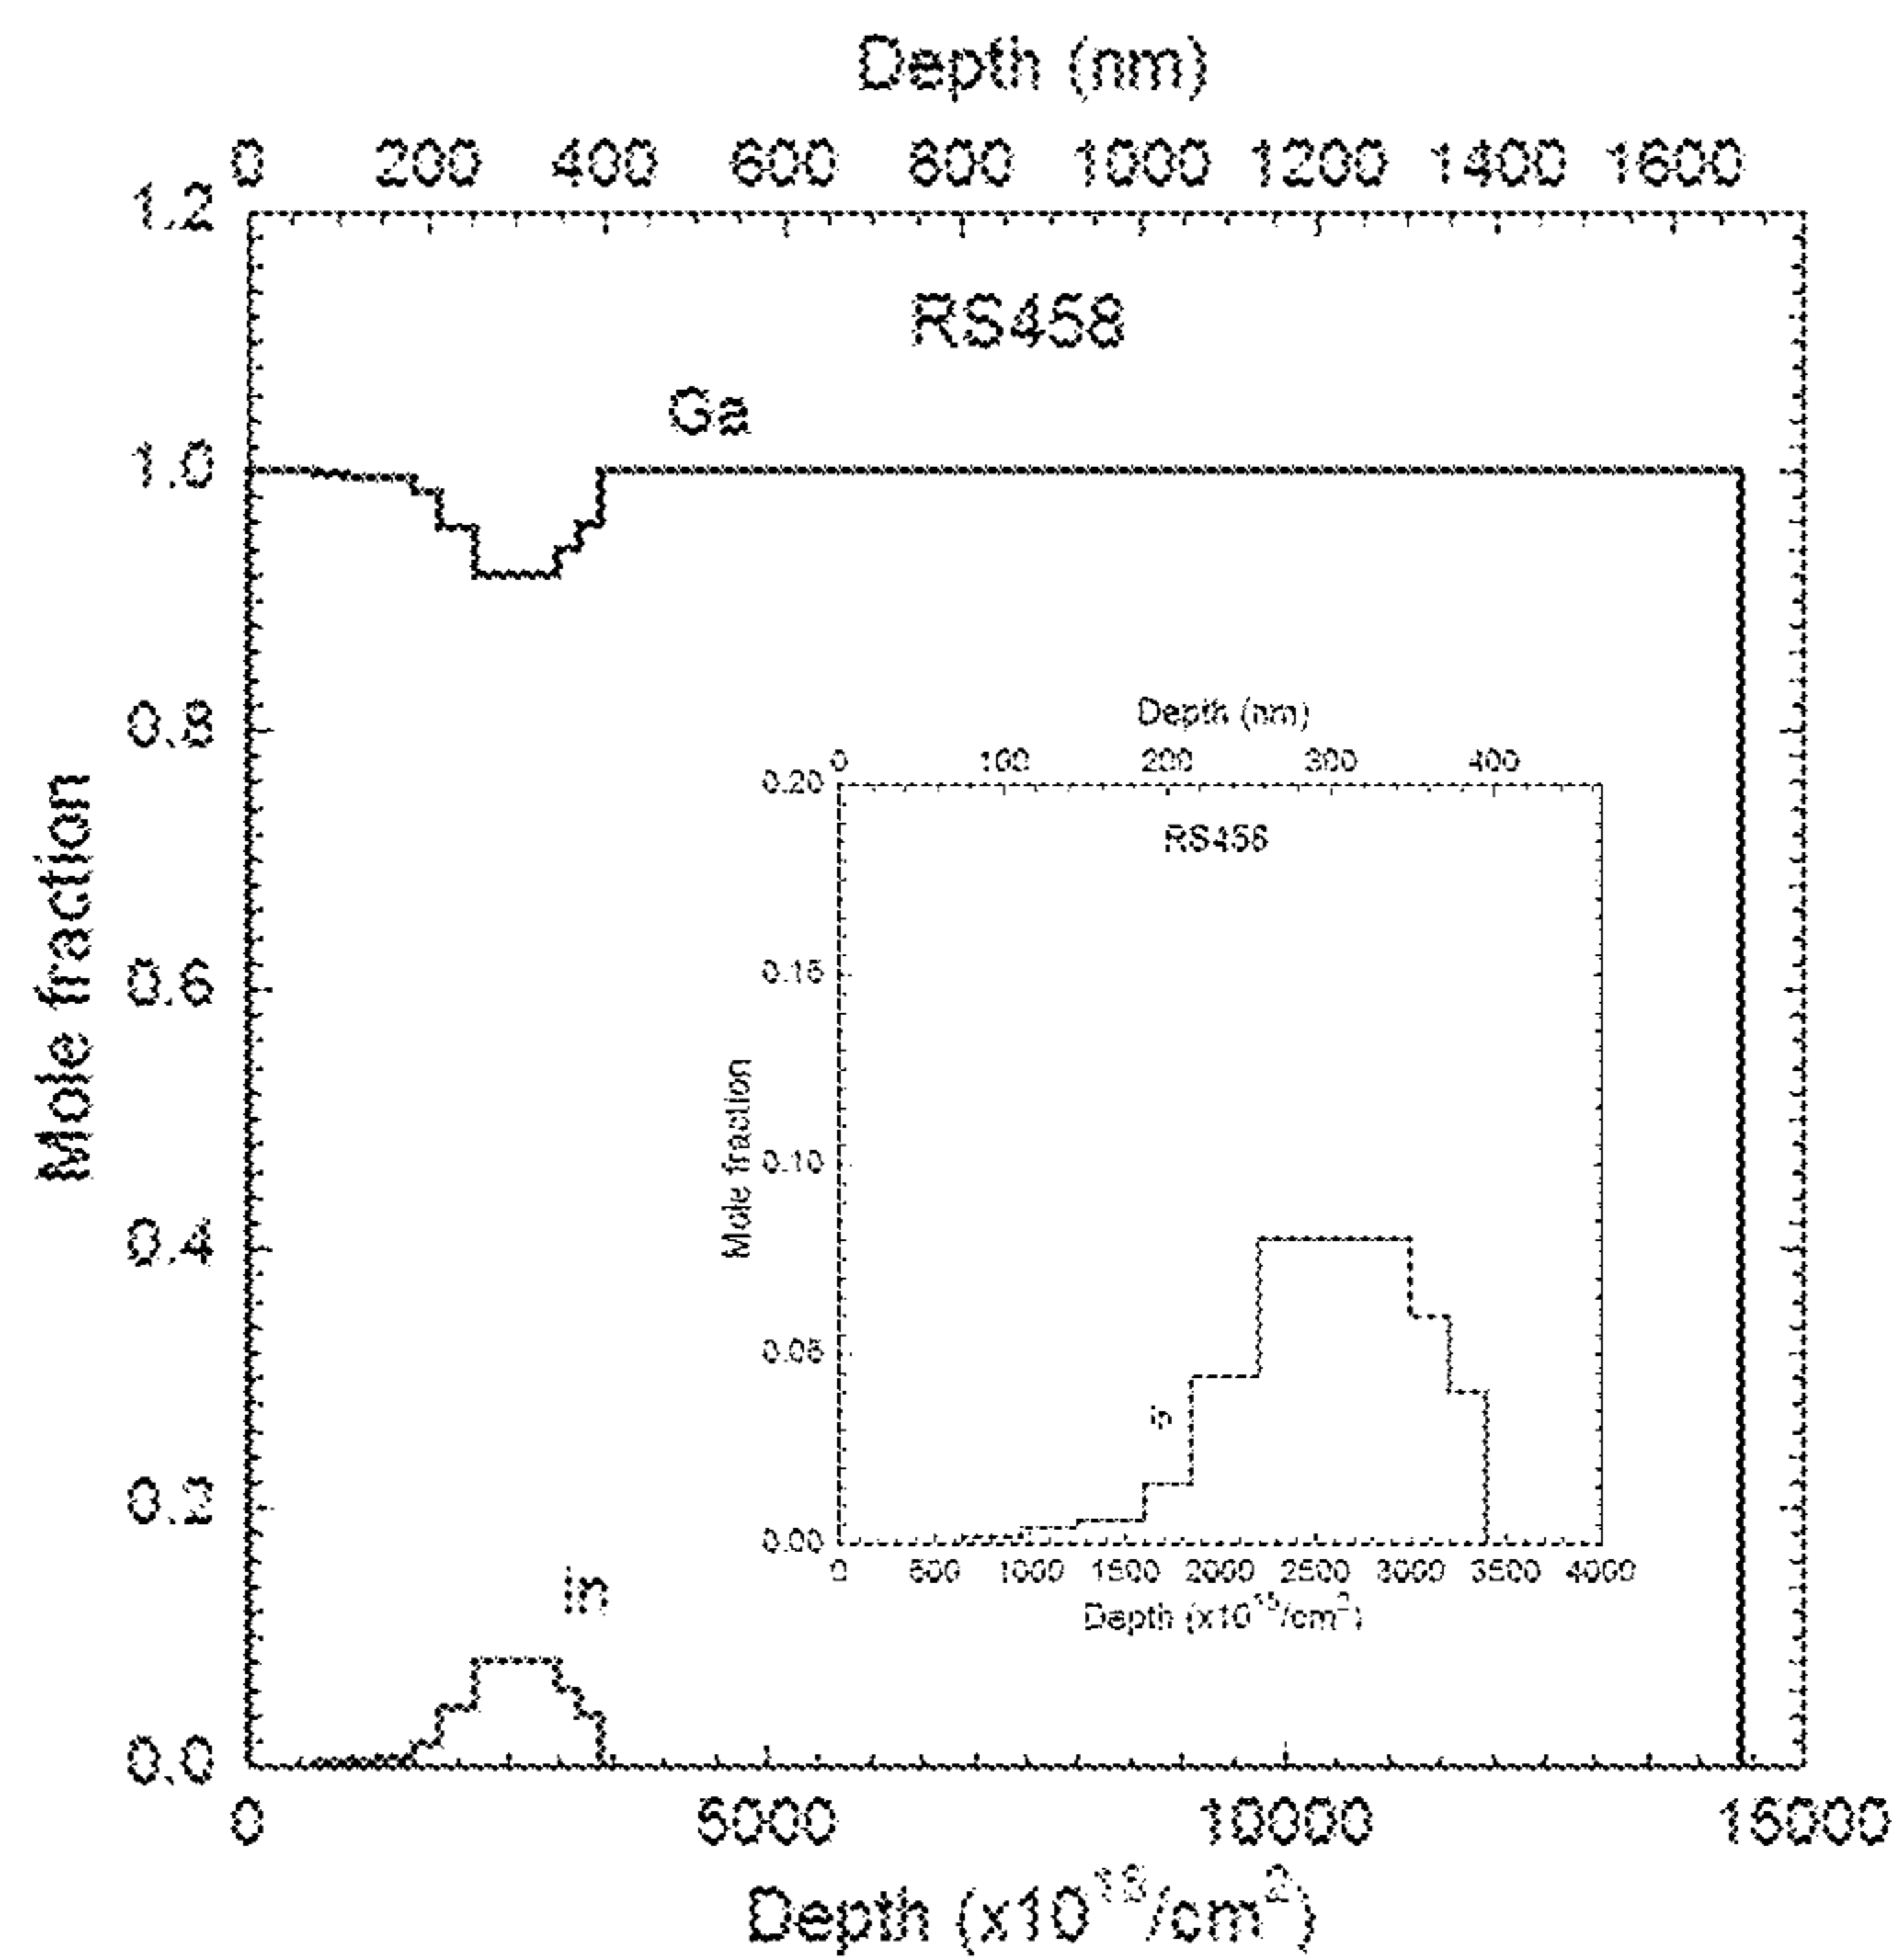 Depth (nm)
0 200 400 600 800 1000 1200 1400 1600
1.2
RS458
Ga
1.0
0.8
0.6
0.4
0.2
0.0
Mole fraction
In
0 5000 10000 15000
Depth (x10¹⁵/cm²)
Depth (nm)
0 100 200 300 400
0.20
RS458
0.15
0.10
0.05
0.00
Mole fraction
In
0 500 1000 1500 2000 2500 3000 3500 4000
Depth (x10¹⁵/cm²)